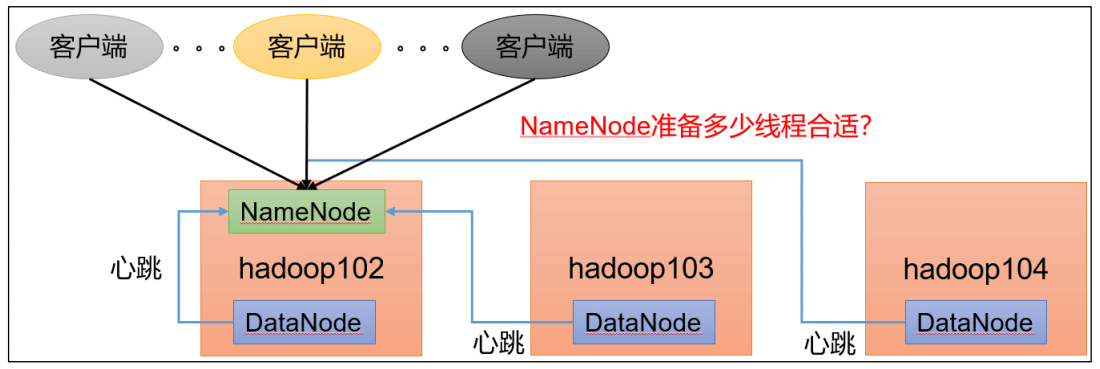 客户端 。。。 客户端 。。。 客户端
NameNode准备多少线程合适?
NameNode
心跳
hadoop102
hadoop103
hadoop104
DataNode
DataNode
DataNode
心跳
心跳